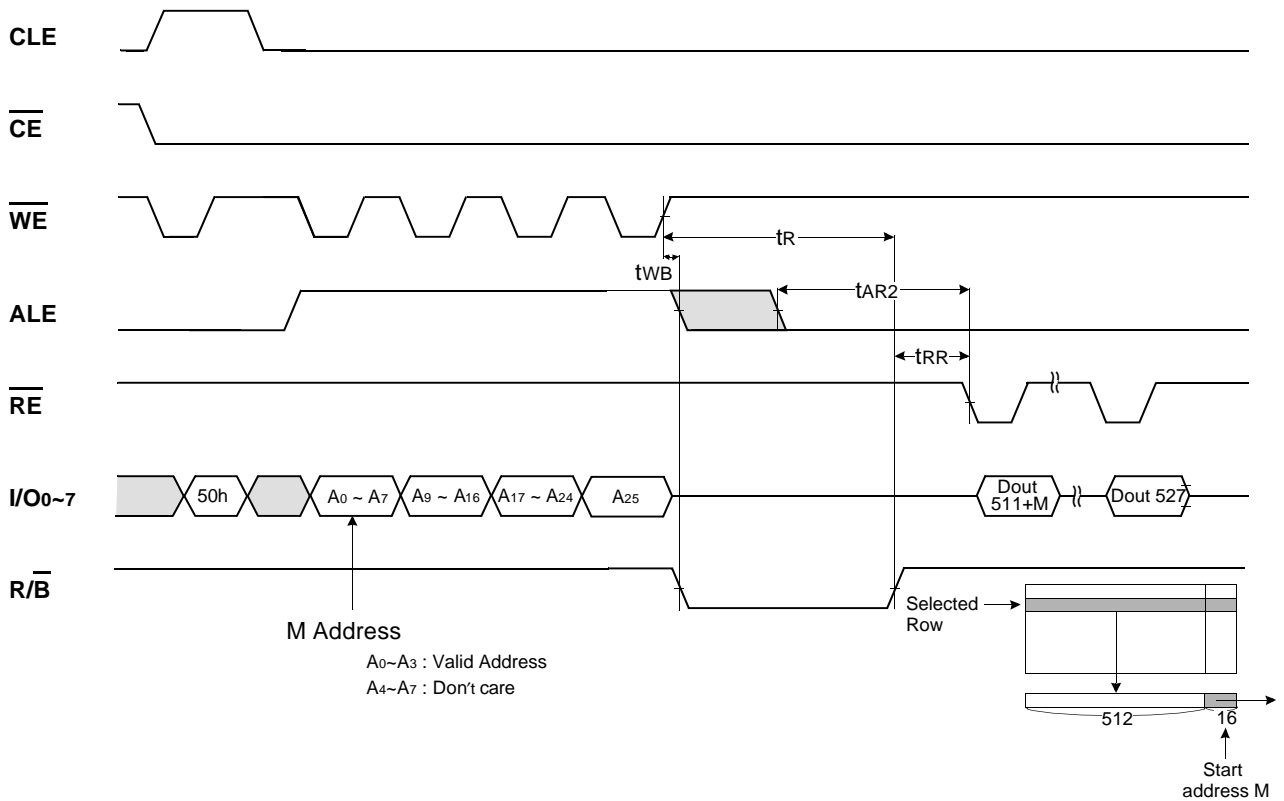 CLE
CE
WE
tR
tWB
tAR2
ALE
tRR
RE
I/O0~7
50h
A0 ~ A7
A9 ~ A16
A17 ~ A24
A25
Dout
511+M
Dout 527
R/B
M Address
A0~A3 : Valid Address
A4~A7 : Don't care
Selected
Row
512
16
Start
address M